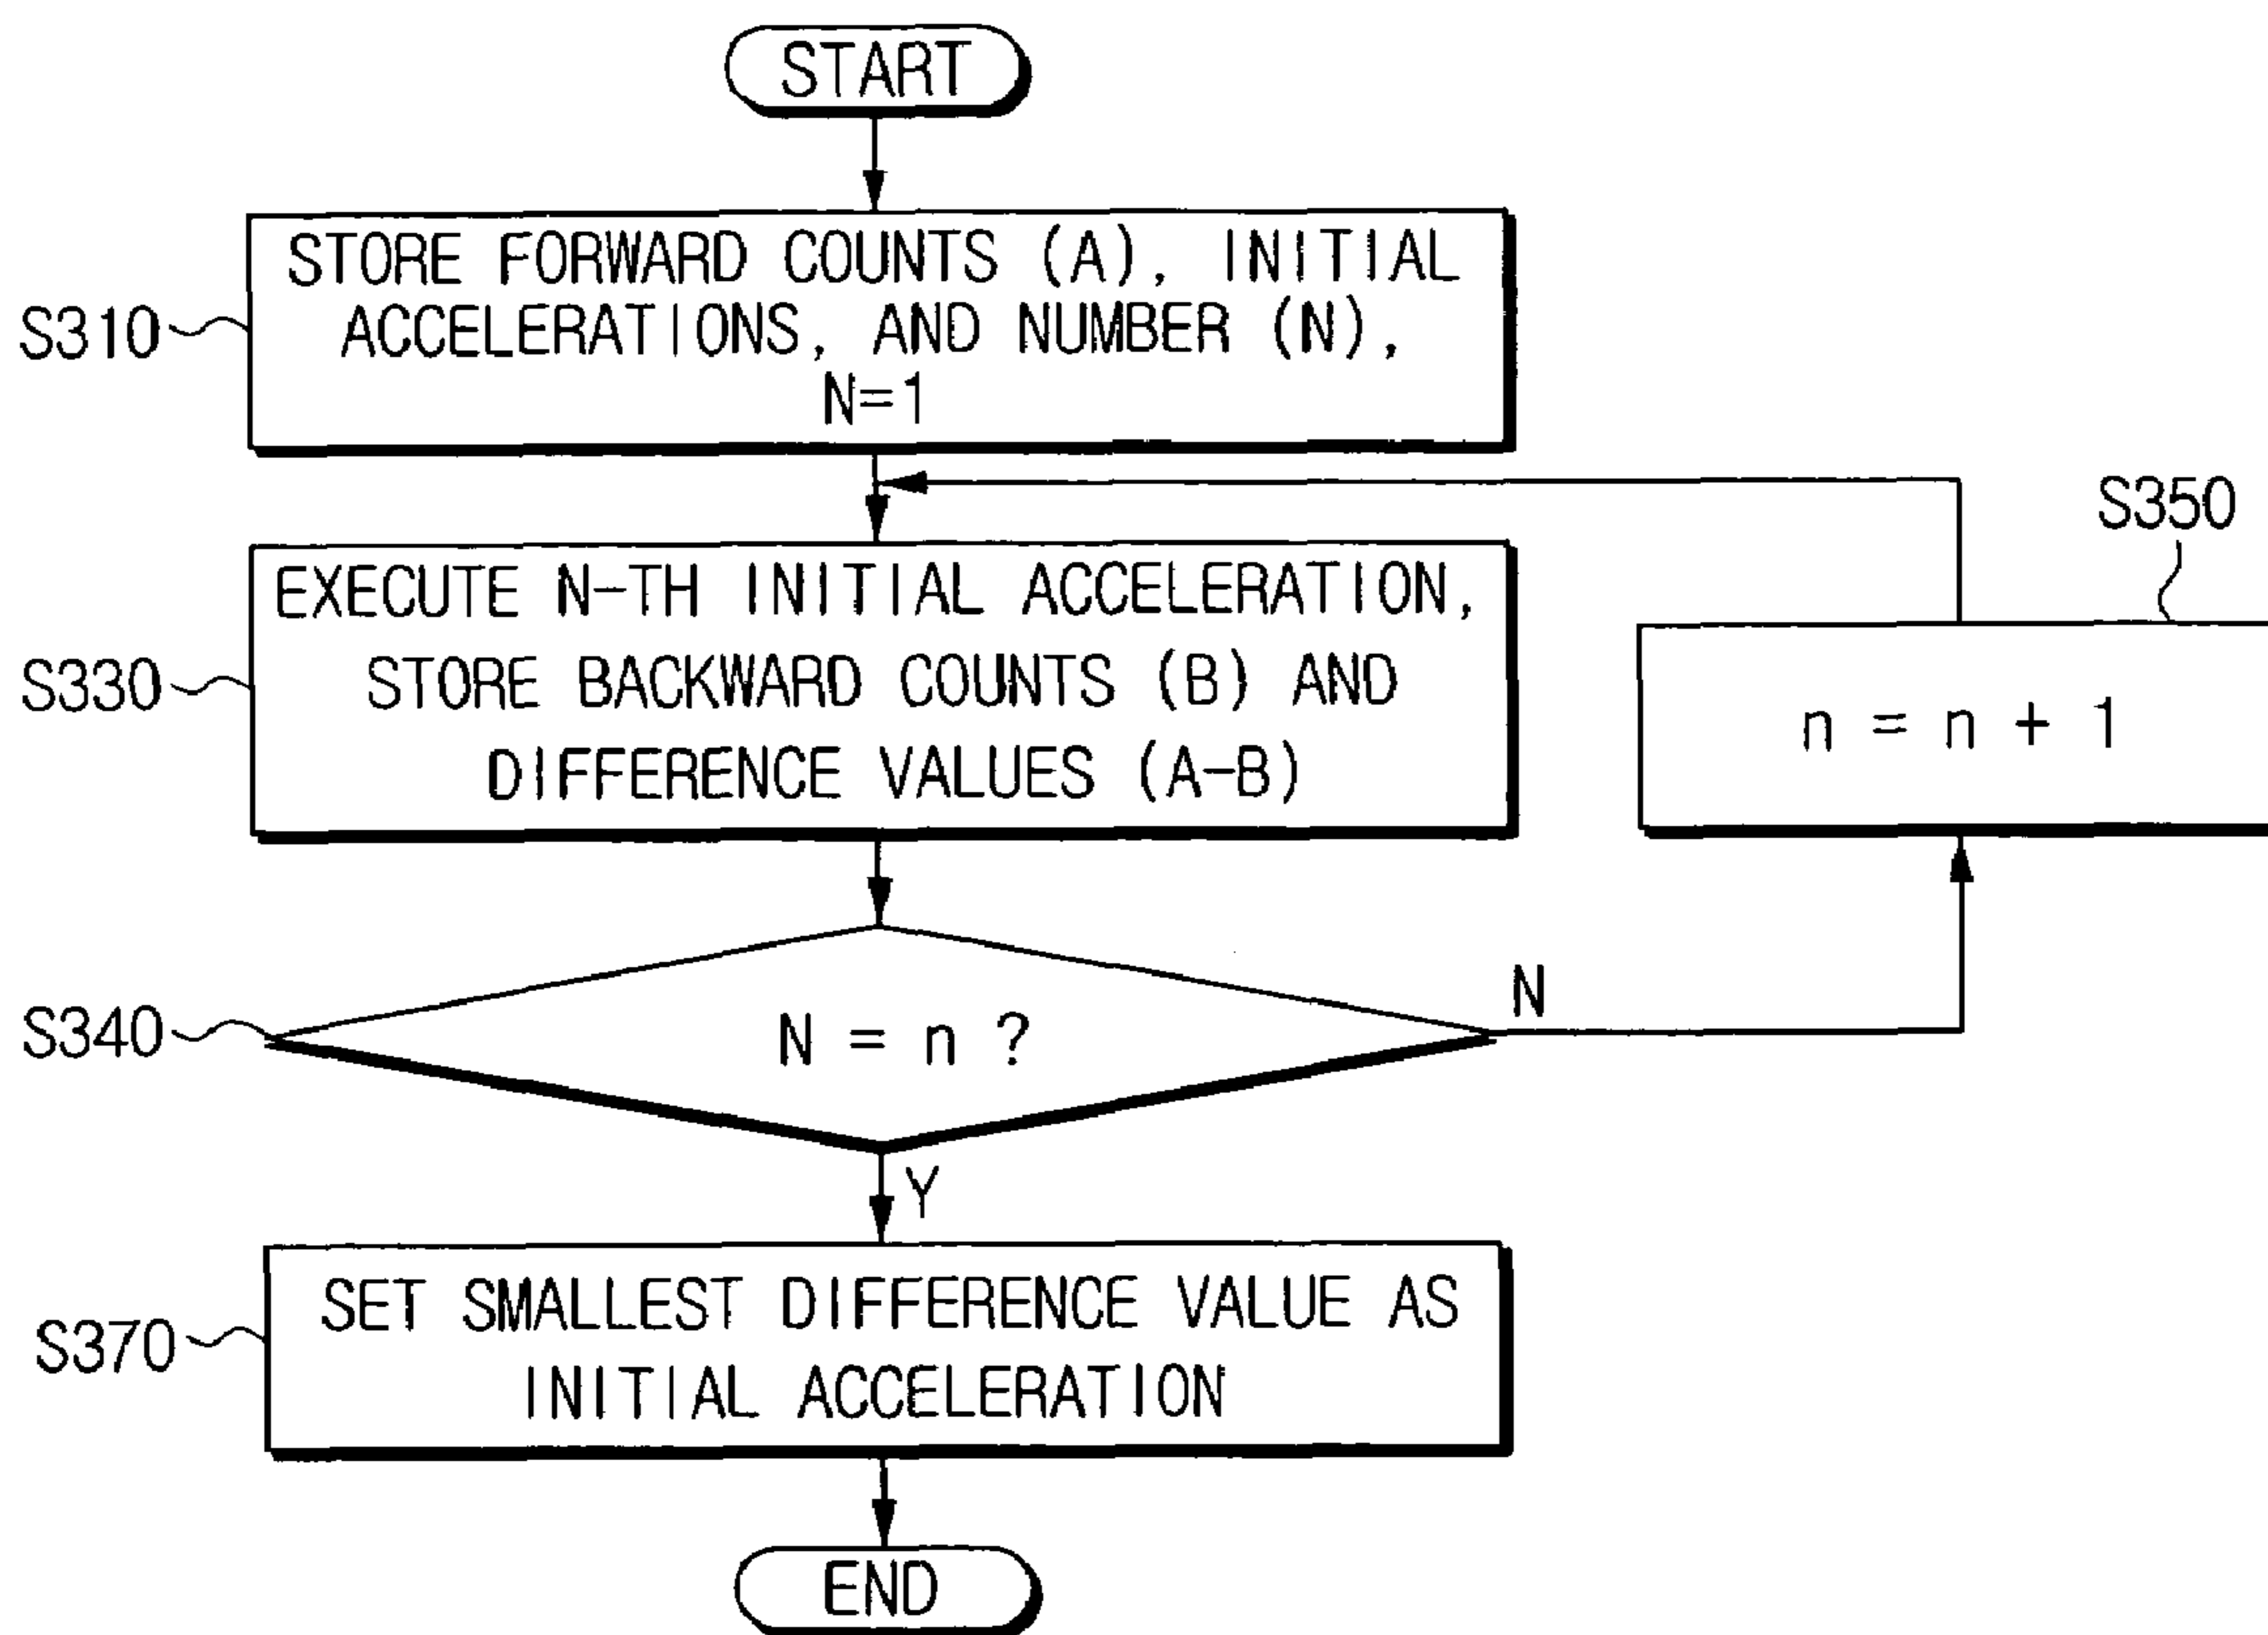 START
S310
STORE FORWARD COUNTS (A), INITIAL
ACCELERATIONS, AND NUMBER (N),
N=1
S350
S330
EXECUTE N-TH INITIAL ACCELERATION,
STORE BACKWARD COUNTS (B) AND
DIFFERENCE VALUES (A-B)
n = n + 1
S340
N = n ?
N
Y
S370
SET SMALLEST DIFFERENCE VALUE AS
INITIAL ACCELERATION
END